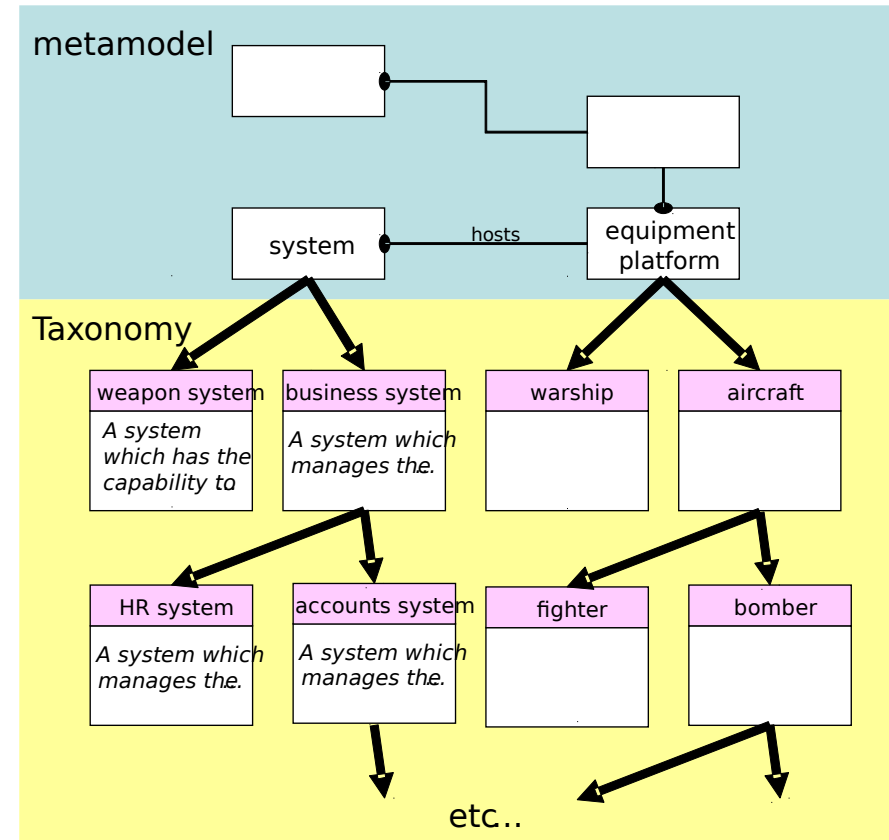 metamodel
hosts
system
equipment
platform
Taxonomy
weapon system
business system
warship
aircraft
A system
which has the
capability to...
A system which
manages the...
HR system
accounts system
fighter
bomber
A system which
manages the...
A system which
manages the...
etc...